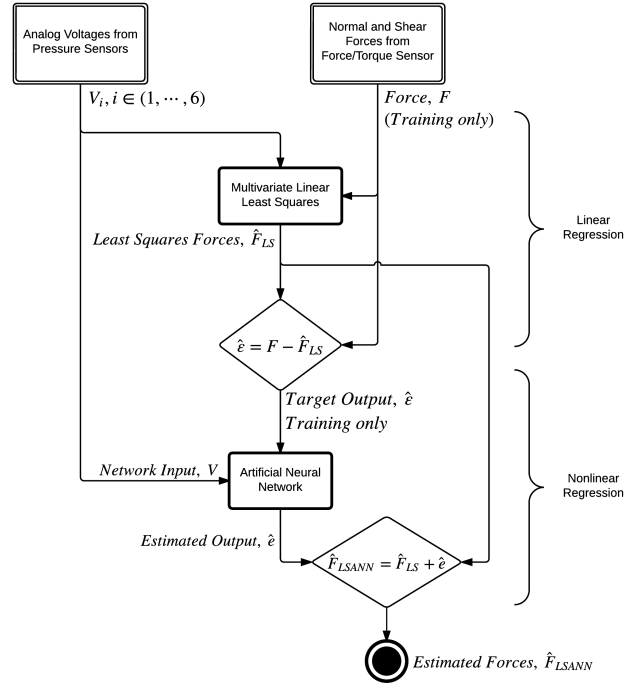 Analog Voltages from
Pressure Sensors
Normal and Shear
Forces from
Force/Torque Sensor
V_i, i ∈ (1, ⋯, 6)
Force, F
(Training only)
Multivariate Linear
Least Squares
Linear
Regression
Least Squares Forces, F̂_LS
ε̂ = F − F̂_LS
Target Output, ε̂
Training only
Network Input, V
Artificial Neural
Network
Nonlinear
Regression
Estimated Output, ê
F̂_LSANN = F̂_LS + ê
Estimated Forces, F̂_LSANN